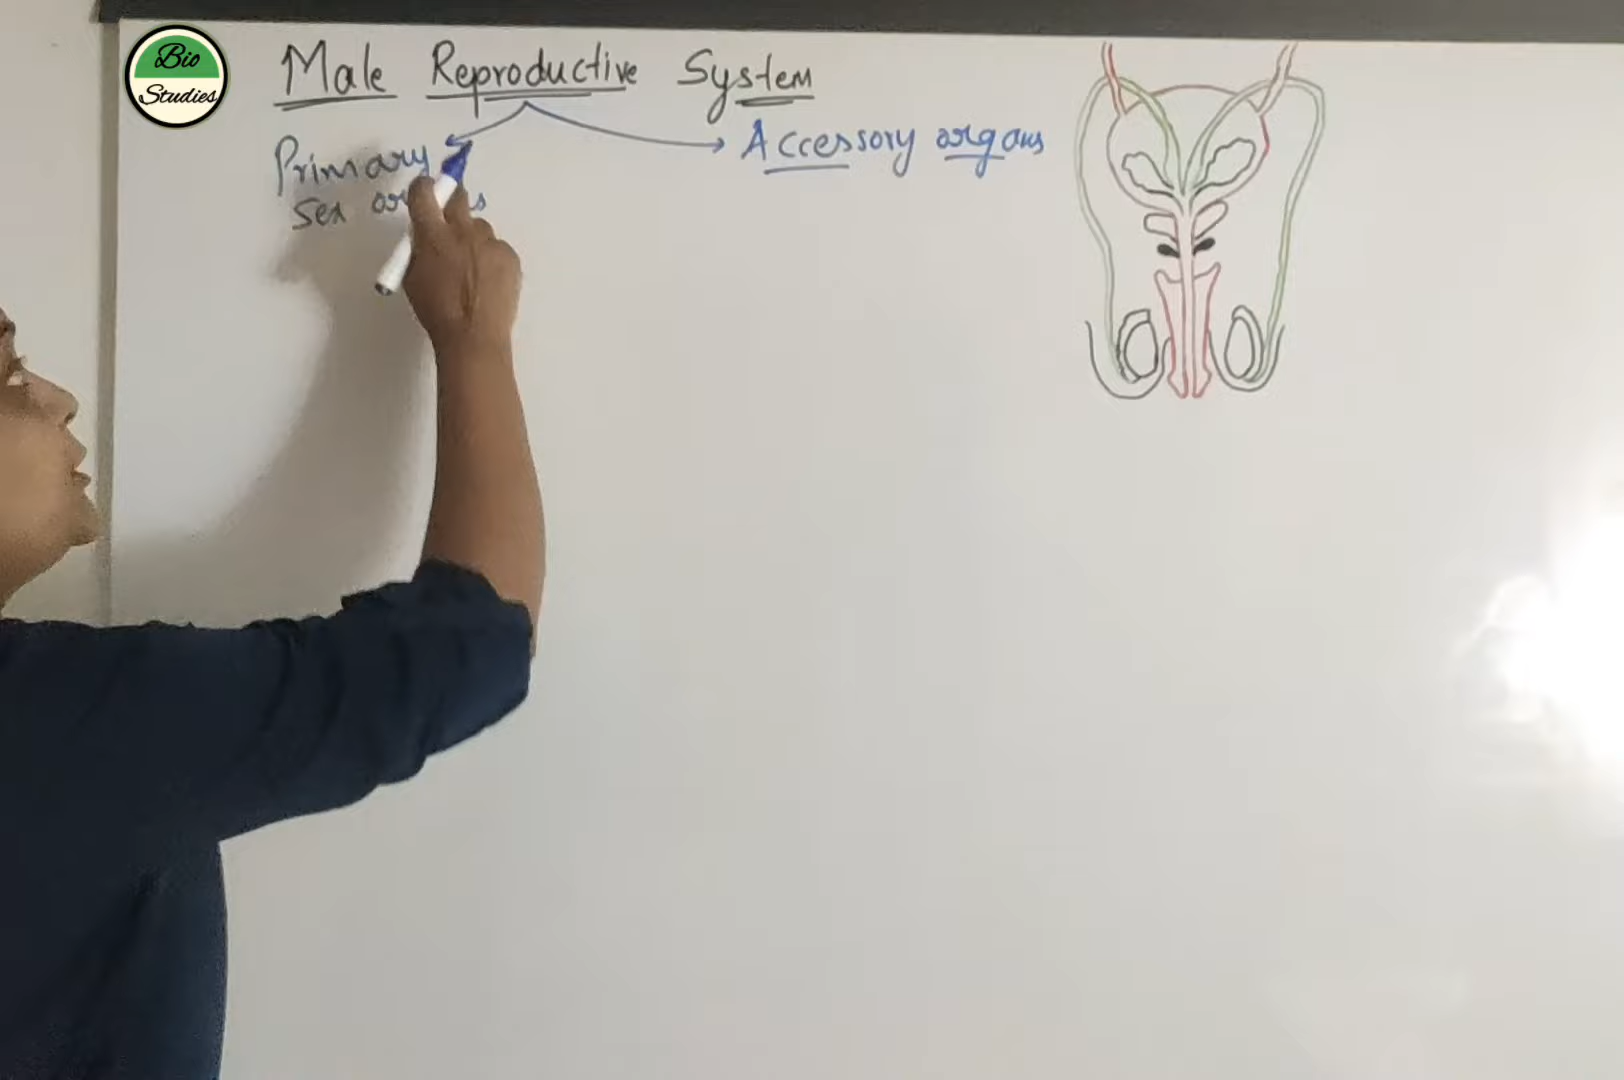 Bio
Studies
Male Reproductive System
Primary
Sex
Accessory organs